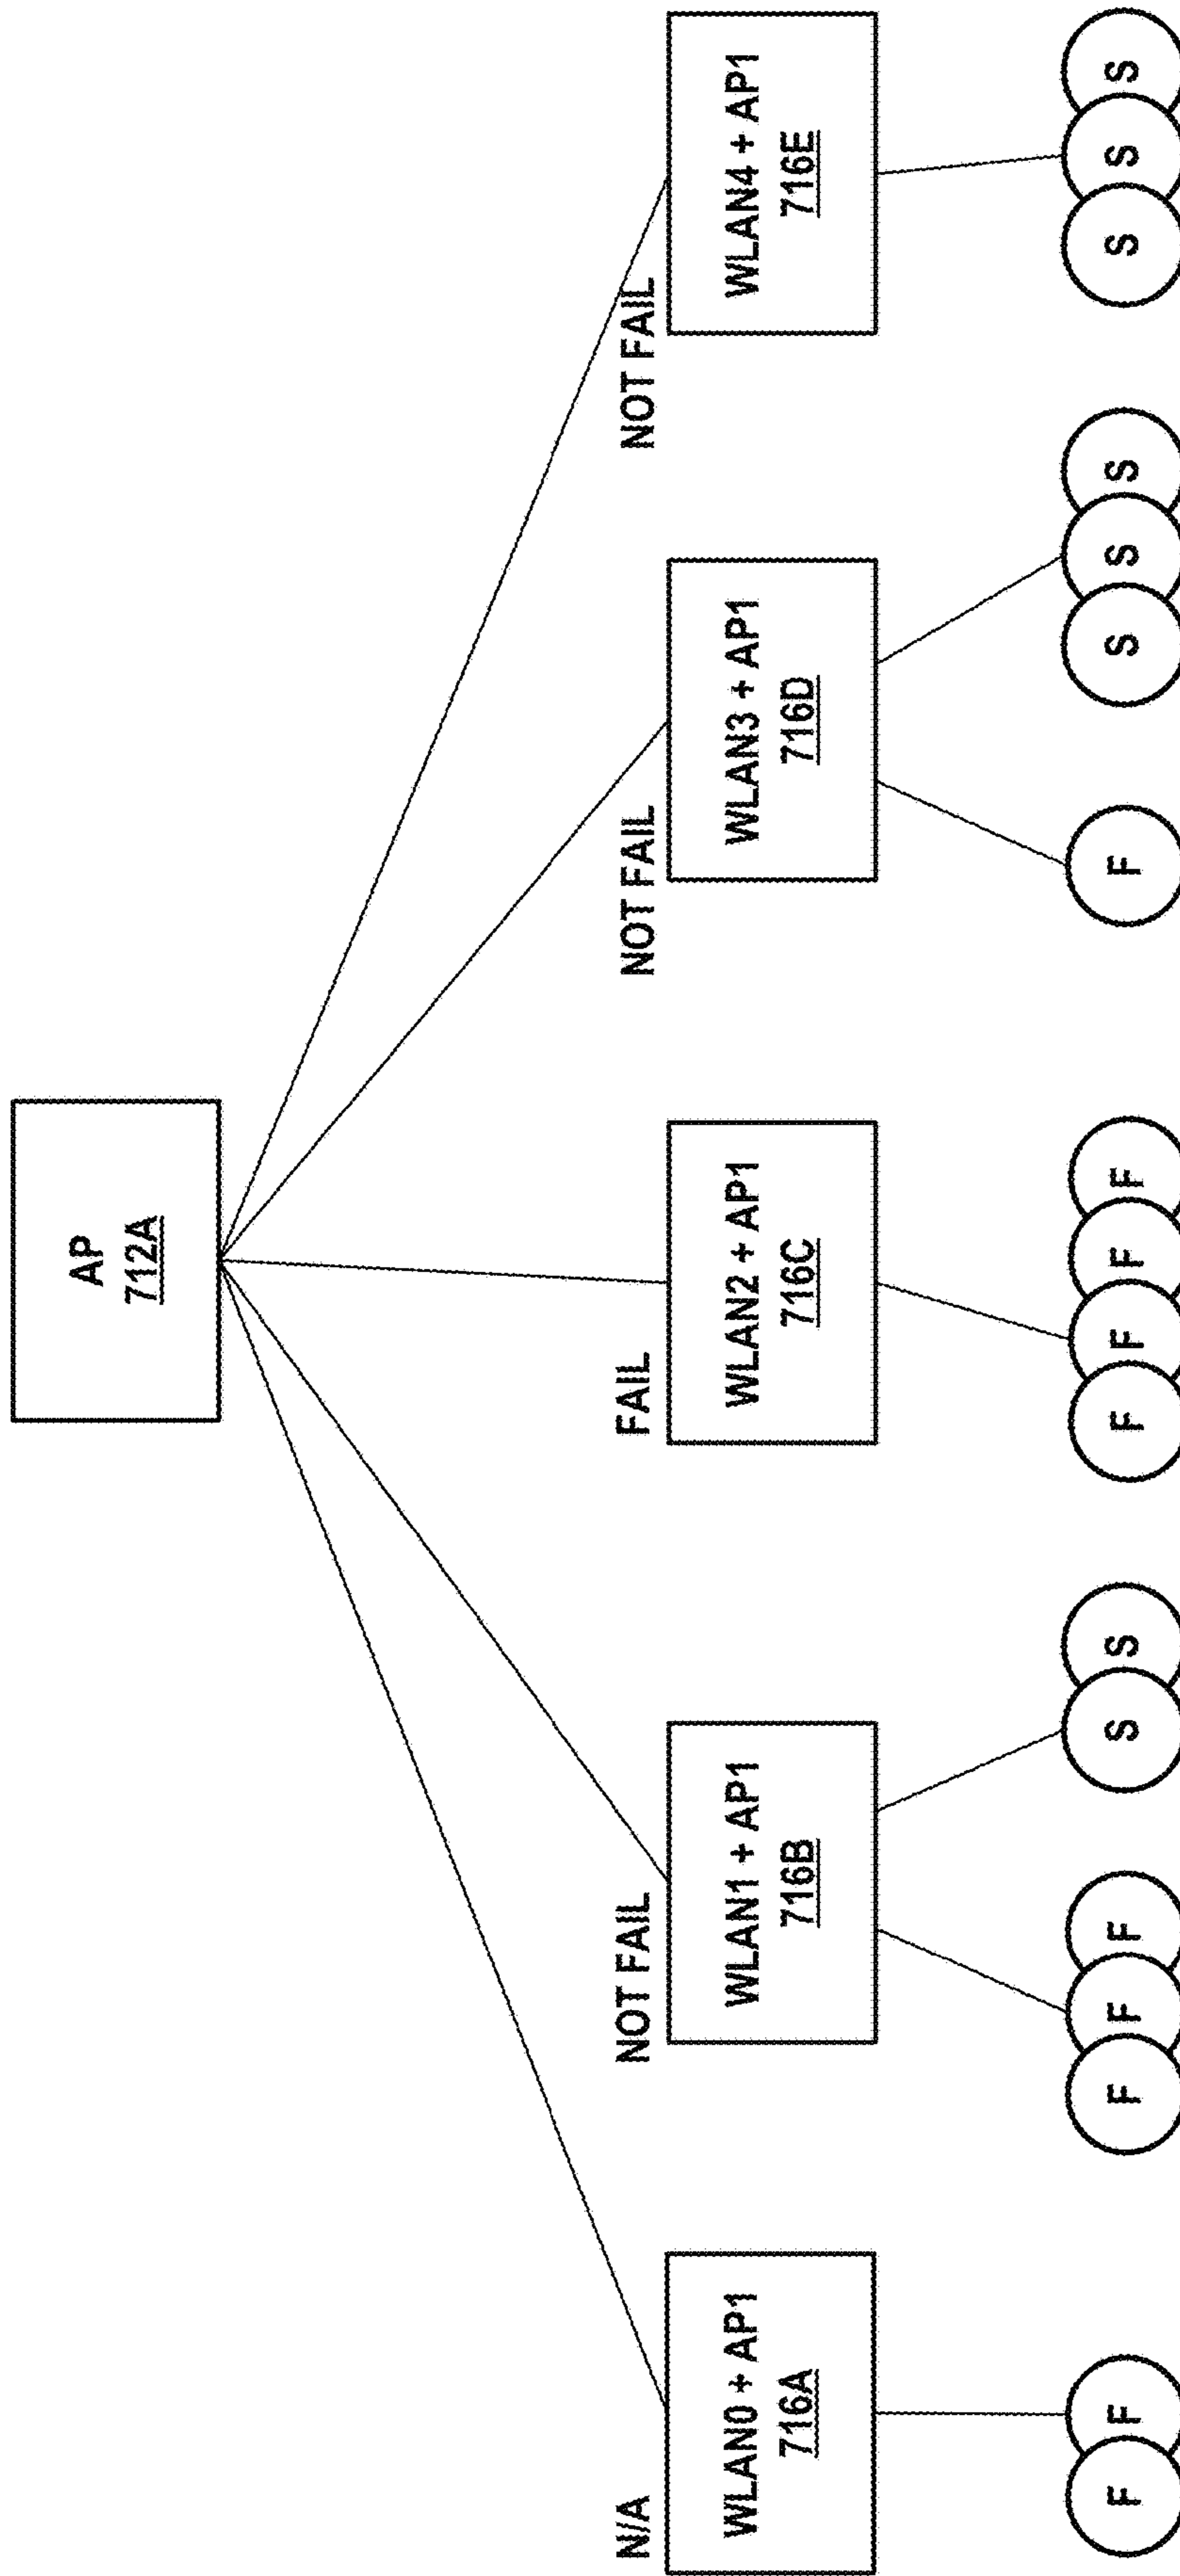 AP
712A
N/A
NOT FAIL
FAIL
NOT FAIL
NOT FAIL
WLAN0 + AP1
716A
WLAN1 + AP1
716B
WLAN2 + AP1
716C
WLAN3 + AP1
716D
WLAN4 + AP1
716E
F F
F F F
S S
F F F F
F
S S S
S S S